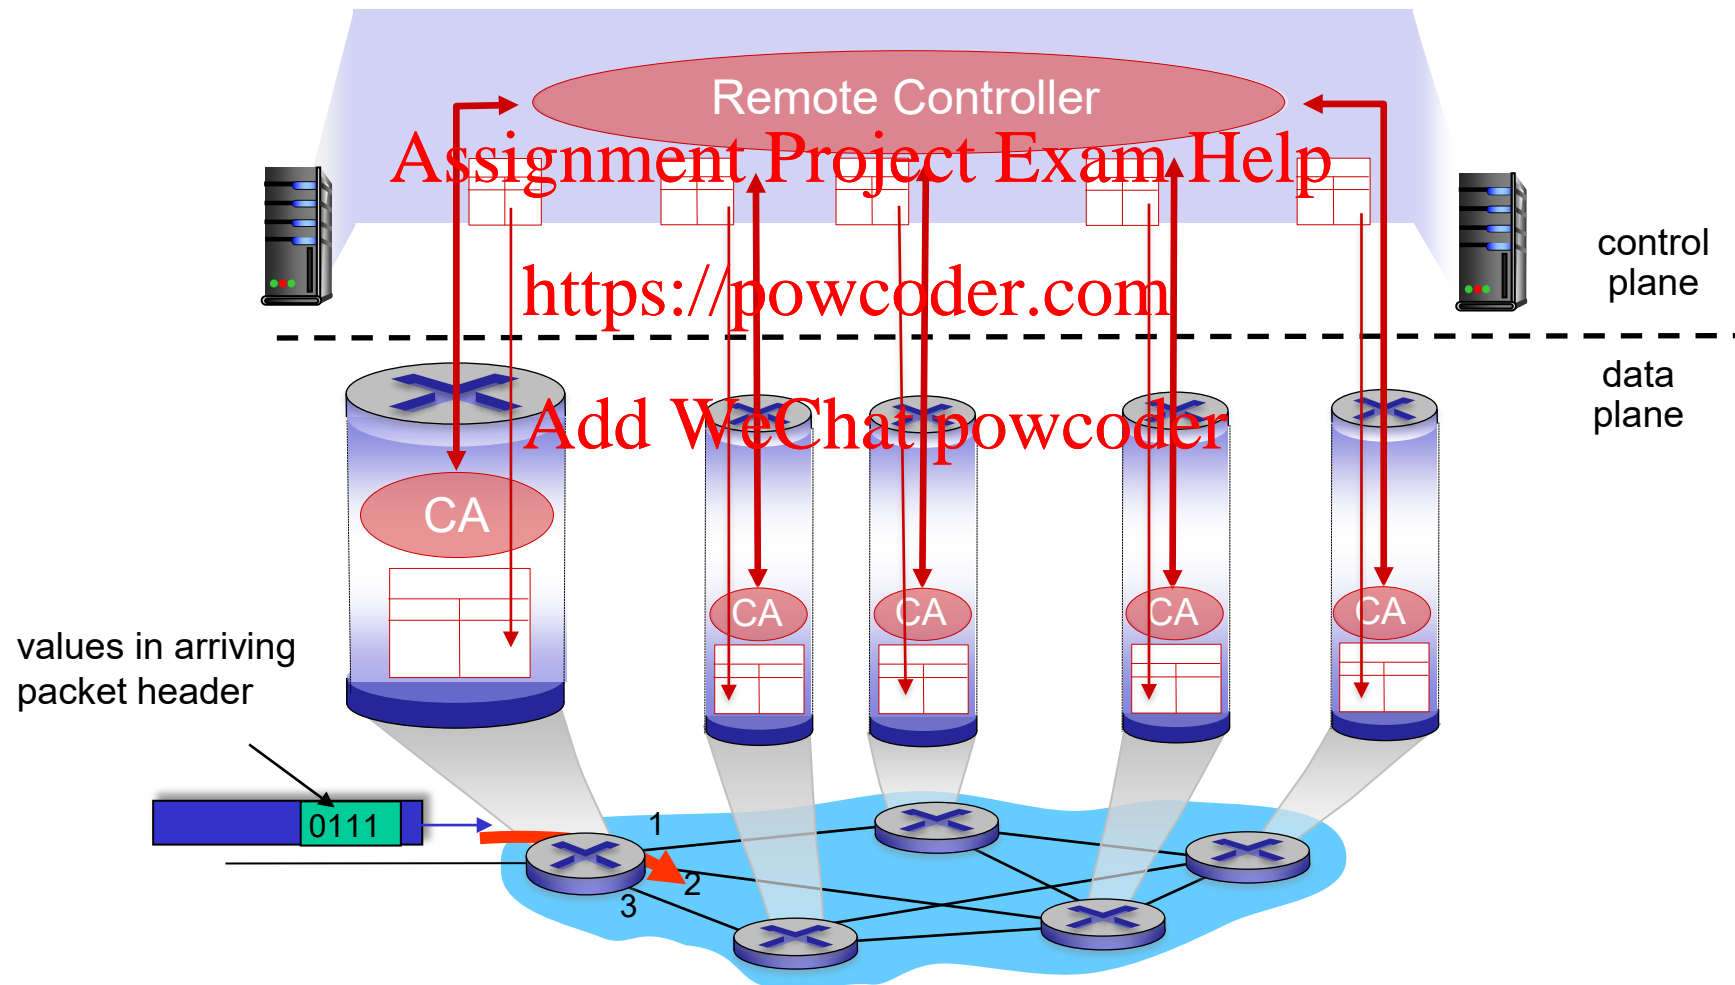 Remote Controller
Assignment Project Exam Help
control
plane
https://powcoder.com
data
plane
Add WeChat powcoder
CA
CA
CA
CA
CA
values in arriving
packet header
0111
1
2
3